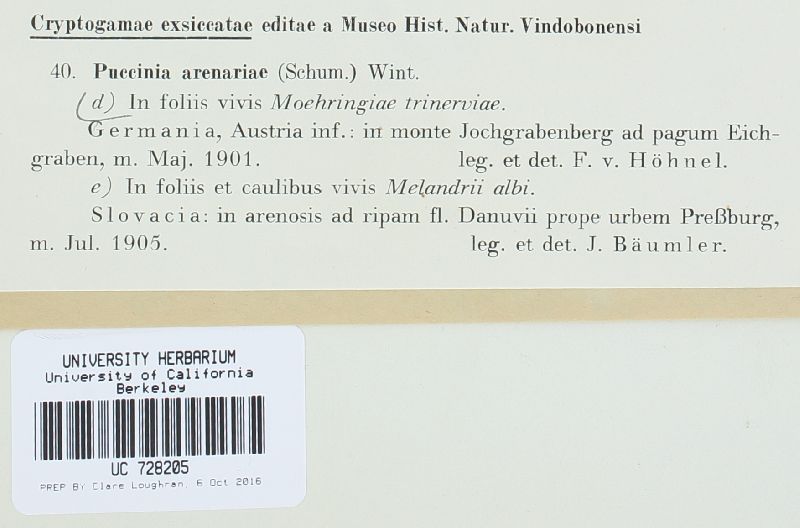 Cryptogamae exsiccatae editae a Museo Hist. Natur. Vindobonensi
40. Puccinia arenariae (Schum.) Wint.
d) In foliis vivis Moehringiae trinerviae.
Germania, Austria inf.: in monte Jochgrabenberg ad pagum Eich-
graben, m. Maj. 1901. leg. et det. F. v. Höhnel.
e) In foliis et caulibus vivis Melandrii albi.
Slovacia: in arenosis ad ripam fl. Danuvii prope urbem Preßburg,
m. Jul. 1905. leg. et det. J. Bäumler.
UNIVERSITY HERBARIUM
University of California
Berkeley
UC 728205
PREP BY Clare Loughran, 6 Oct 2016